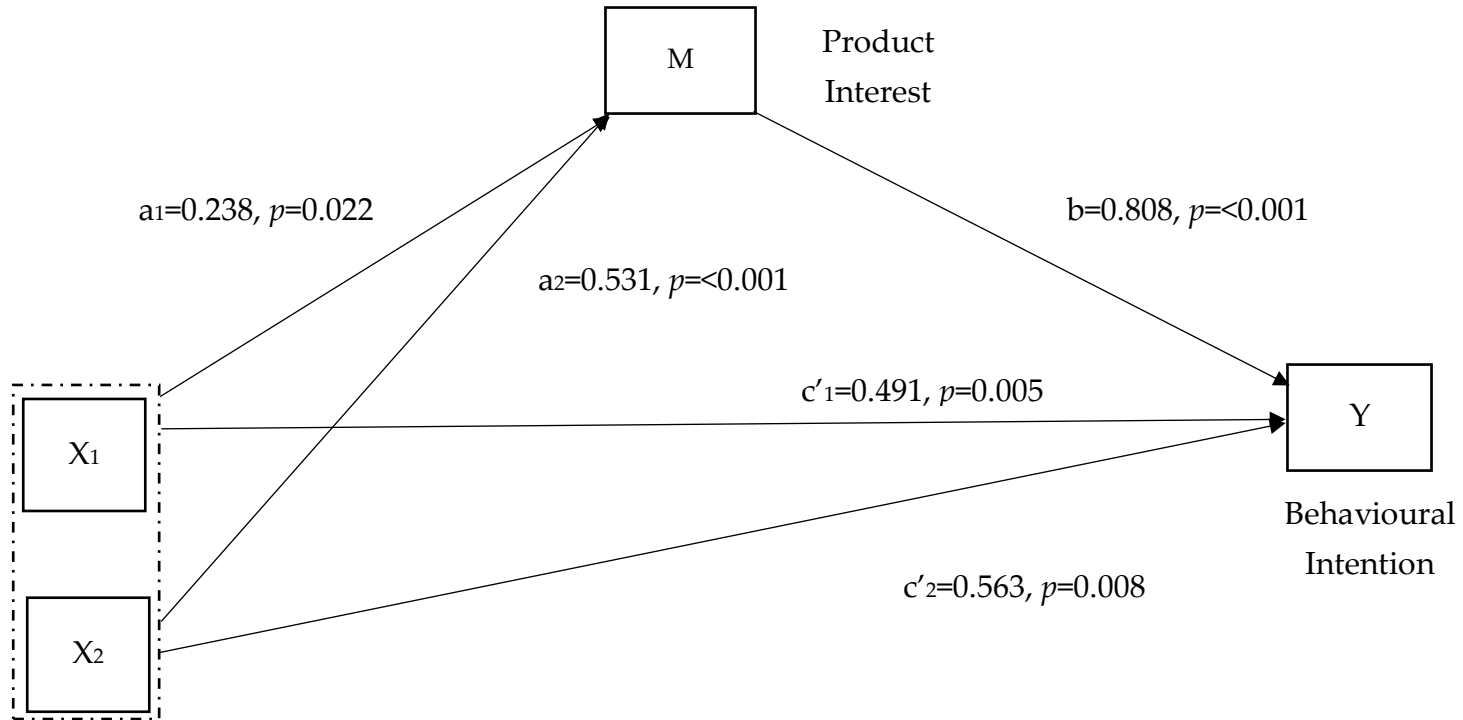 M
Product
Interest
a1=0.238, p=0.022
b=0.808, p=<0.001
a2=0.531, p=<0.001
c’1=0.491, p=0.005
Y
X1
Behavioural
Intention
c’2=0.563, p=0.008
X2